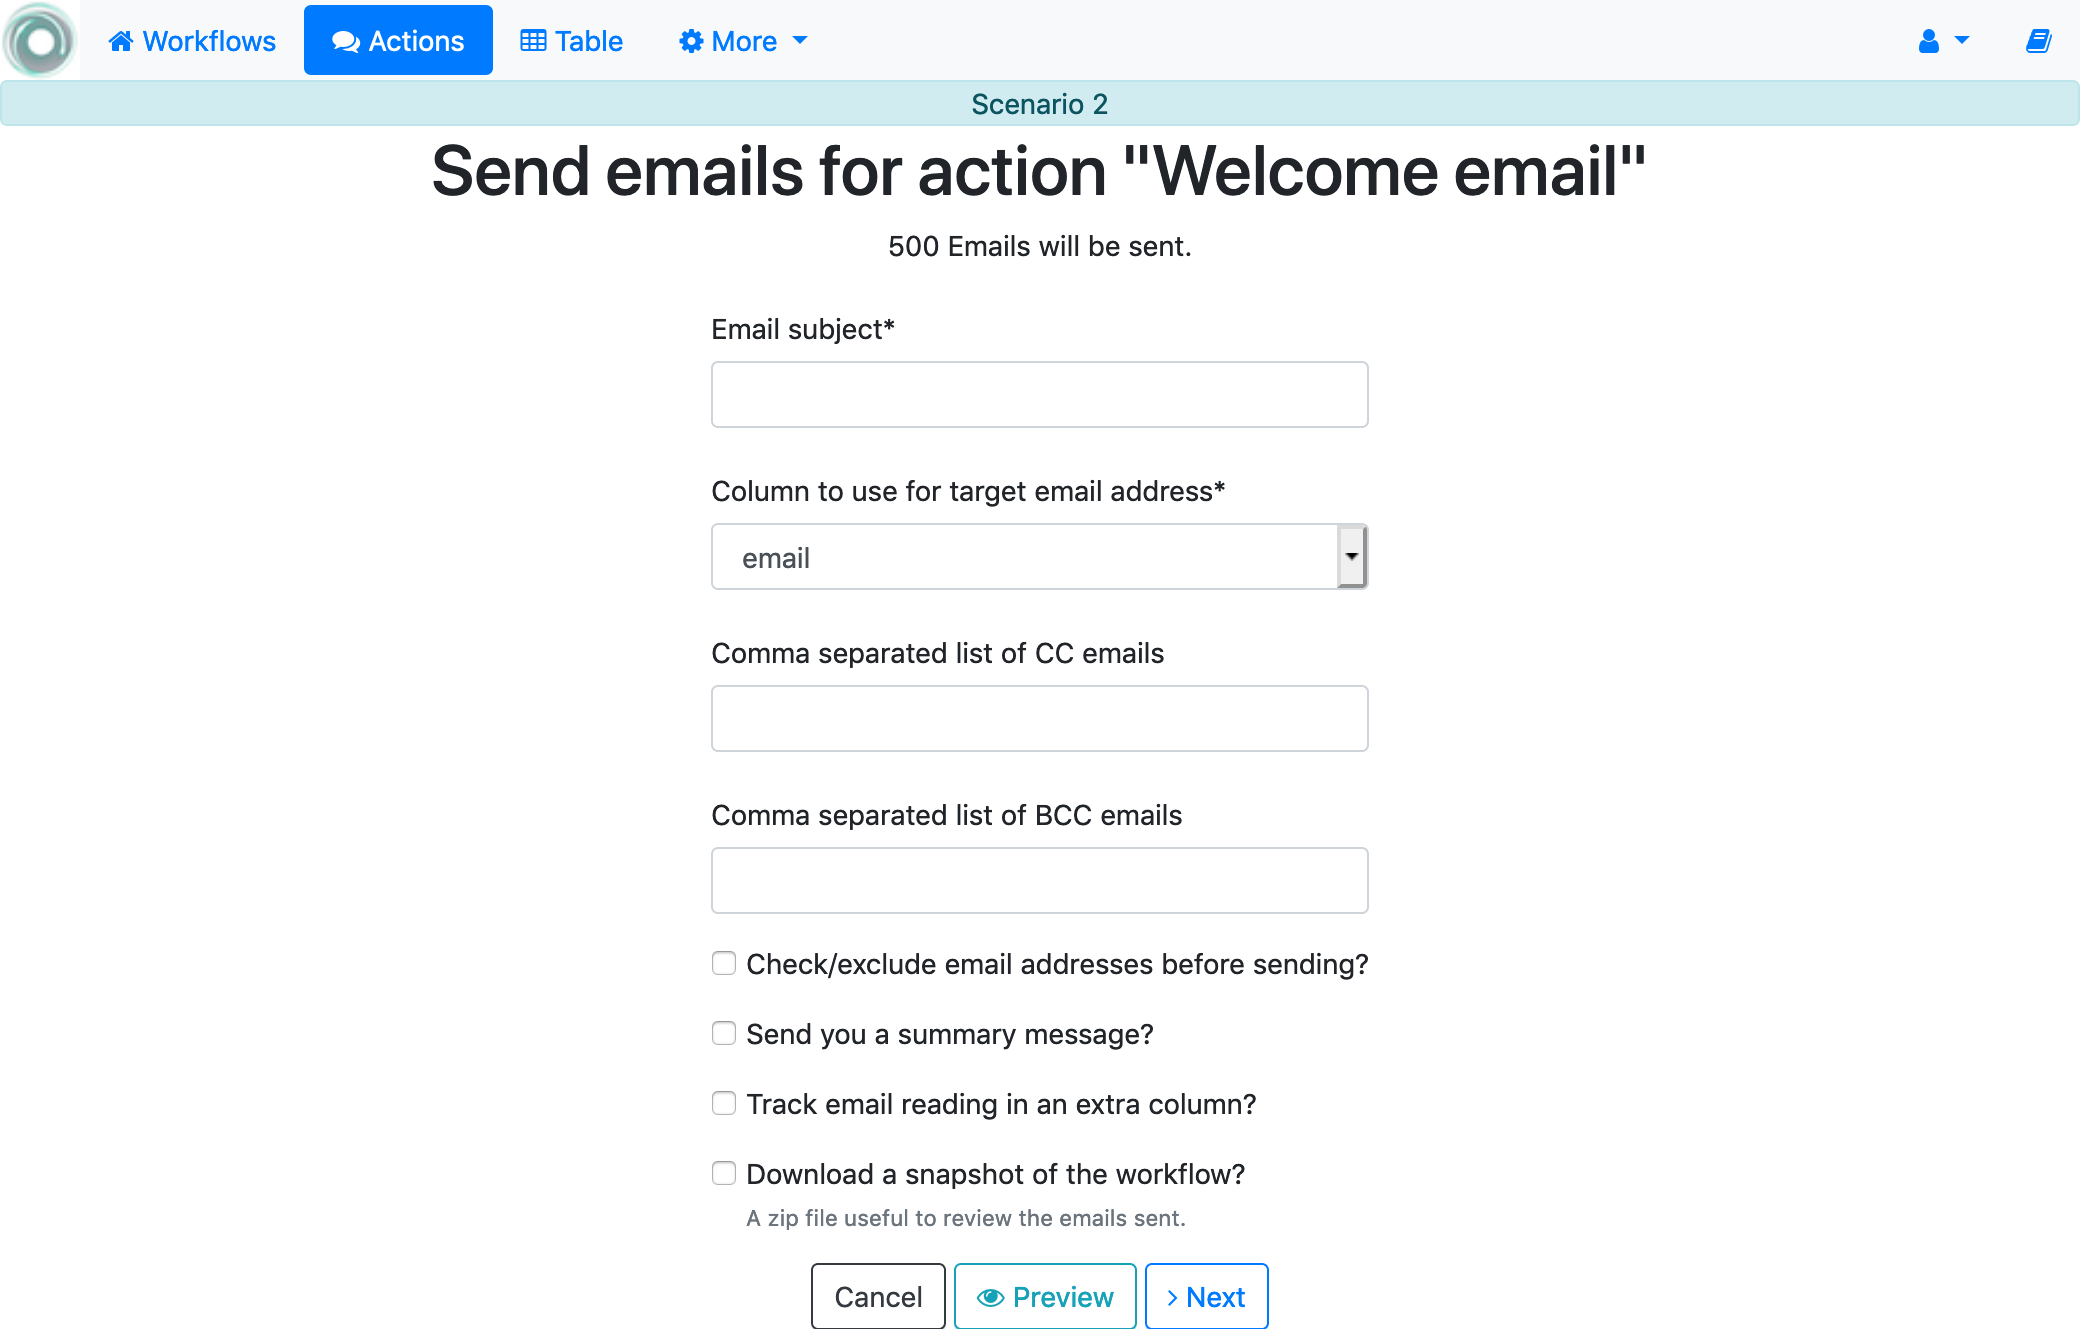 Workflows Actions Table More
Scenario 2
Send emails for action "Welcome email"
500 Emails will be sent.
Email subject*
Column to use for target email address*
email
Comma separated list of CC emails
Comma separated list of BCC emails
Check/exclude email addresses before sending?
Send you a summary message?
Track email reading in an extra column?
Download a snapshot of the workflow?
A zip file useful to review the emails sent.
Cancel Preview Next